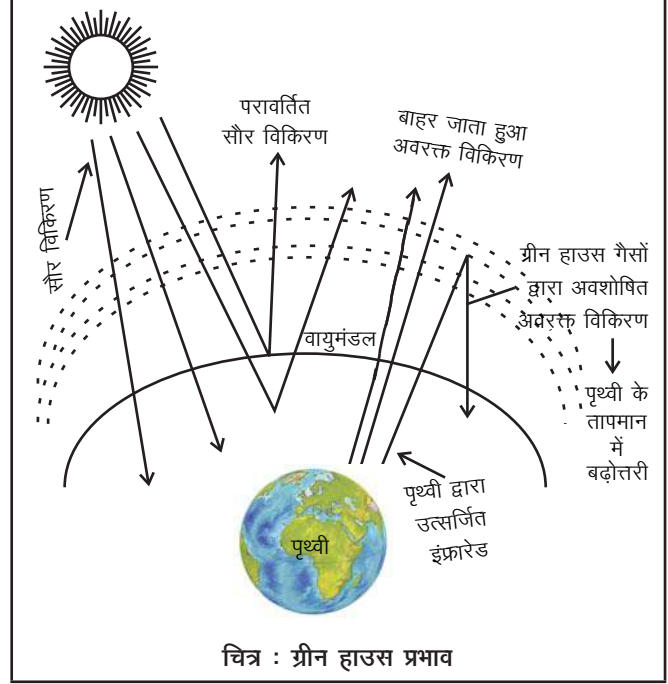 परावर्तित
सौर विकिरण
बाहर जाता हुआ
अवरक्त विकिरण
सौर विकिरण
ग्रीन हाउस गैसों
द्वारा अवशोषित
अवरक्त विकिरण
वायुमंडल
पृथ्वी के
तापमान
में
बढ़ोत्तरी
पृथ्वी द्वारा
उत्सर्जित
इंफ्रारेड
पृथ्वी
चित्र : ग्रीन हाउस प्रभाव